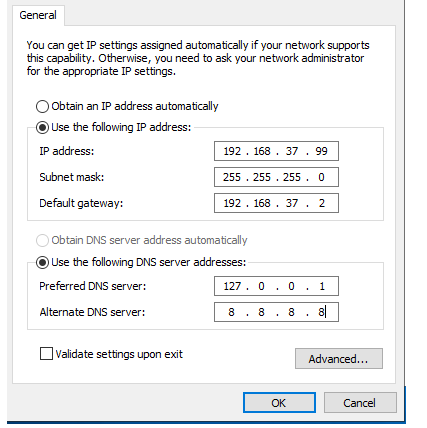 General
You can get IP settings assigned automatically if your network supports
this capability. Otherwise, you need to ask your network administrator
for the appropriate IP settings.
Obtain an IP address automatically
Use the following IP address:
IP address: 192 . 168 . 37 . 99
Subnet mask: 255 . 255 . 255 . 0
Default gateway: 192 . 168 . 37 . 2
Obtain DNS server address automatically
Use the following DNS server addresses:
Preferred DNS server: 127 . 0 . 0 . 1
Alternate DNS server: 8 . 8 . 8 . 8
Validate settings upon exit
Advanced...
OK Cancel